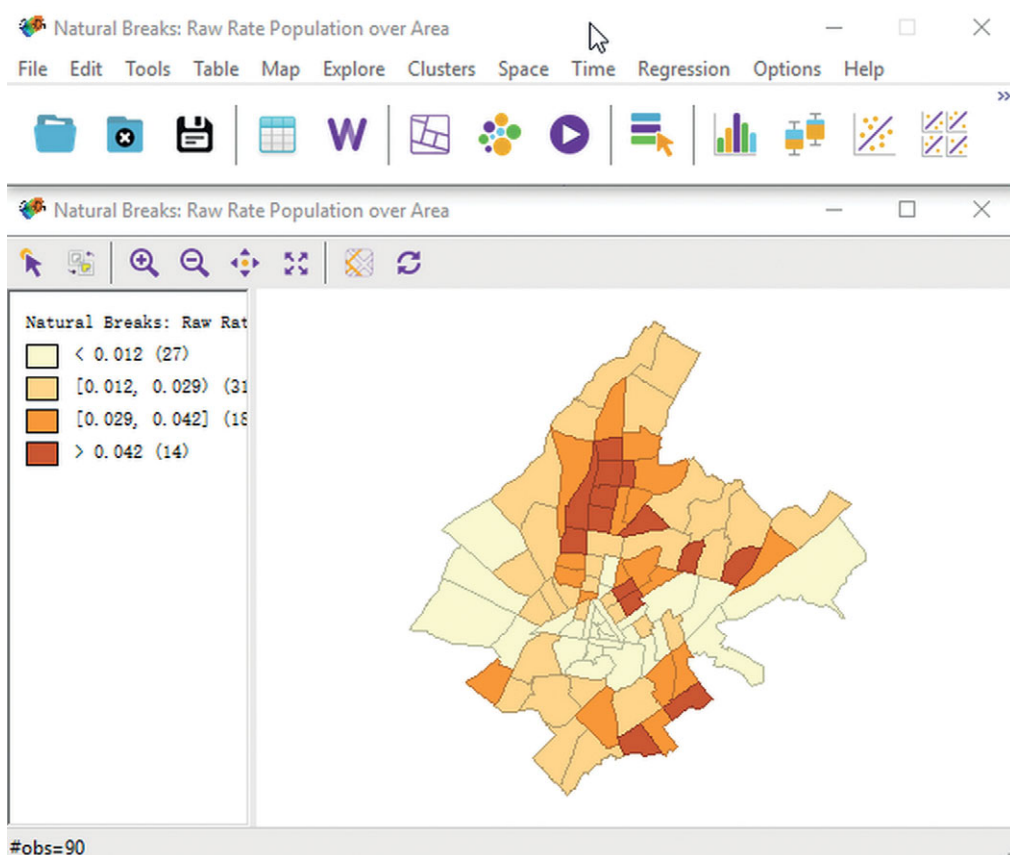 Natural Breaks: Raw Rate Population over Area
File Edit Tools Table Map Explore Clusters Space Time Regression Options Help
»
W
Natural Breaks: Raw Rate Population over Area
Natural Breaks: Raw Rat
< 0.012 (27)
[0.012, 0.029) (31
[0.029, 0.042] (18
> 0.042 (14)
#obs=90